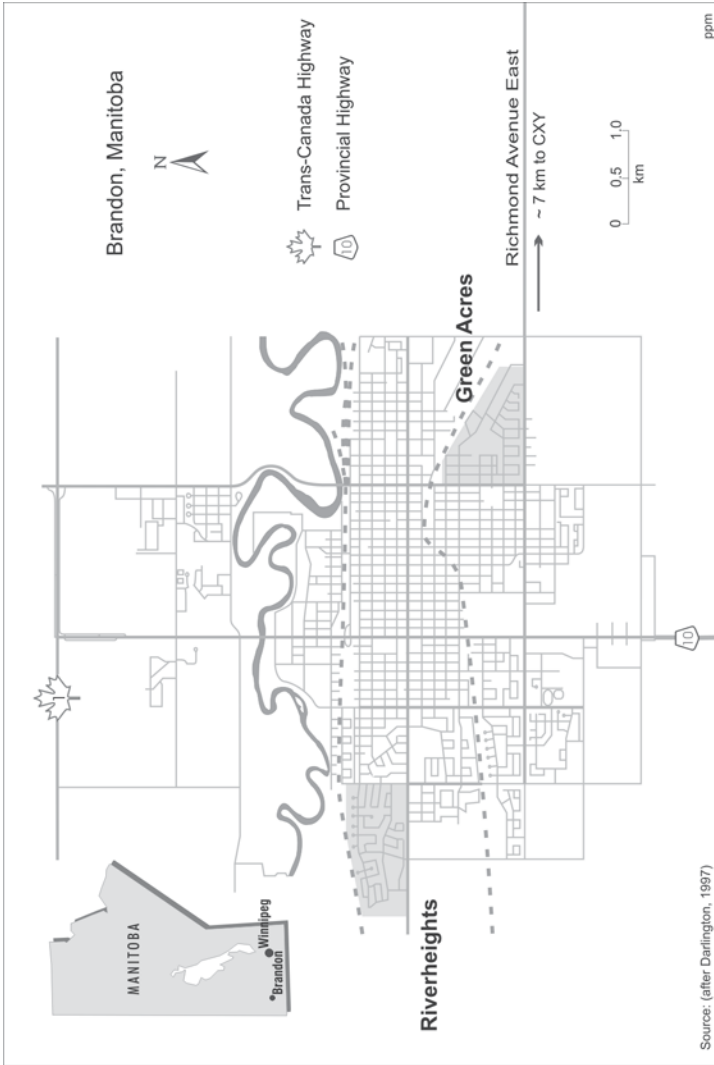 Brandon, Manitoba
N
Trans-Canada Highway
10
Provincial Highway
1
MANITOBA
Winnipeg
Brandon
Riverheights
Green Acres
Richmond Avenue East
~ 7 km to CXY
0 0.5 1.0
km
10
Source: (after Darlington, 1997)
ppm